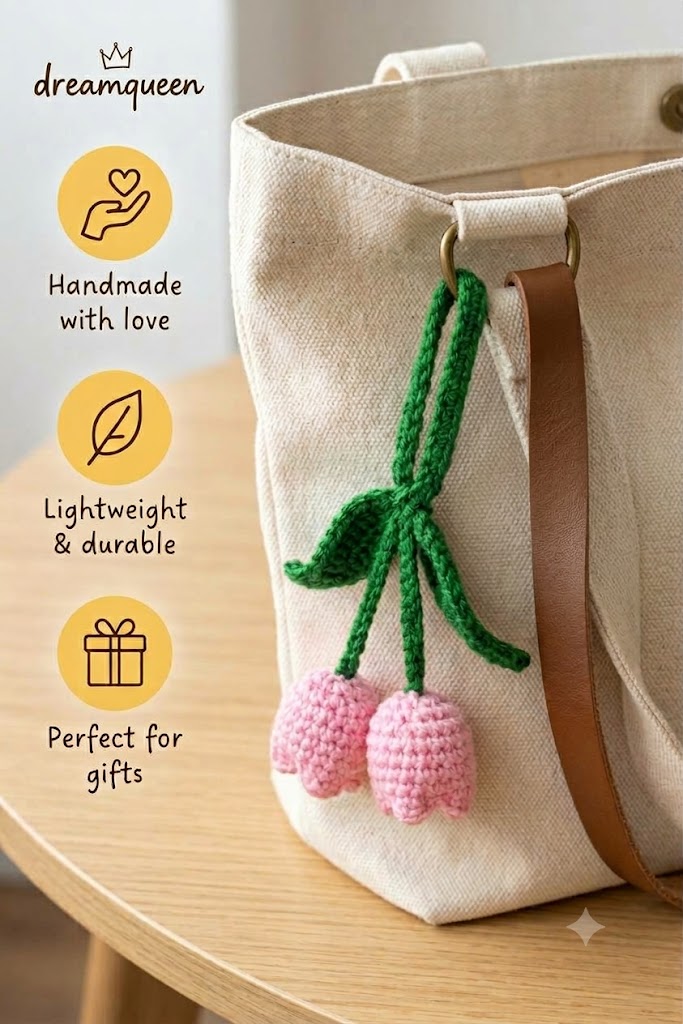 dreamqueen
Handmade
with love
Lightweight
& durable
Perfect for
gifts